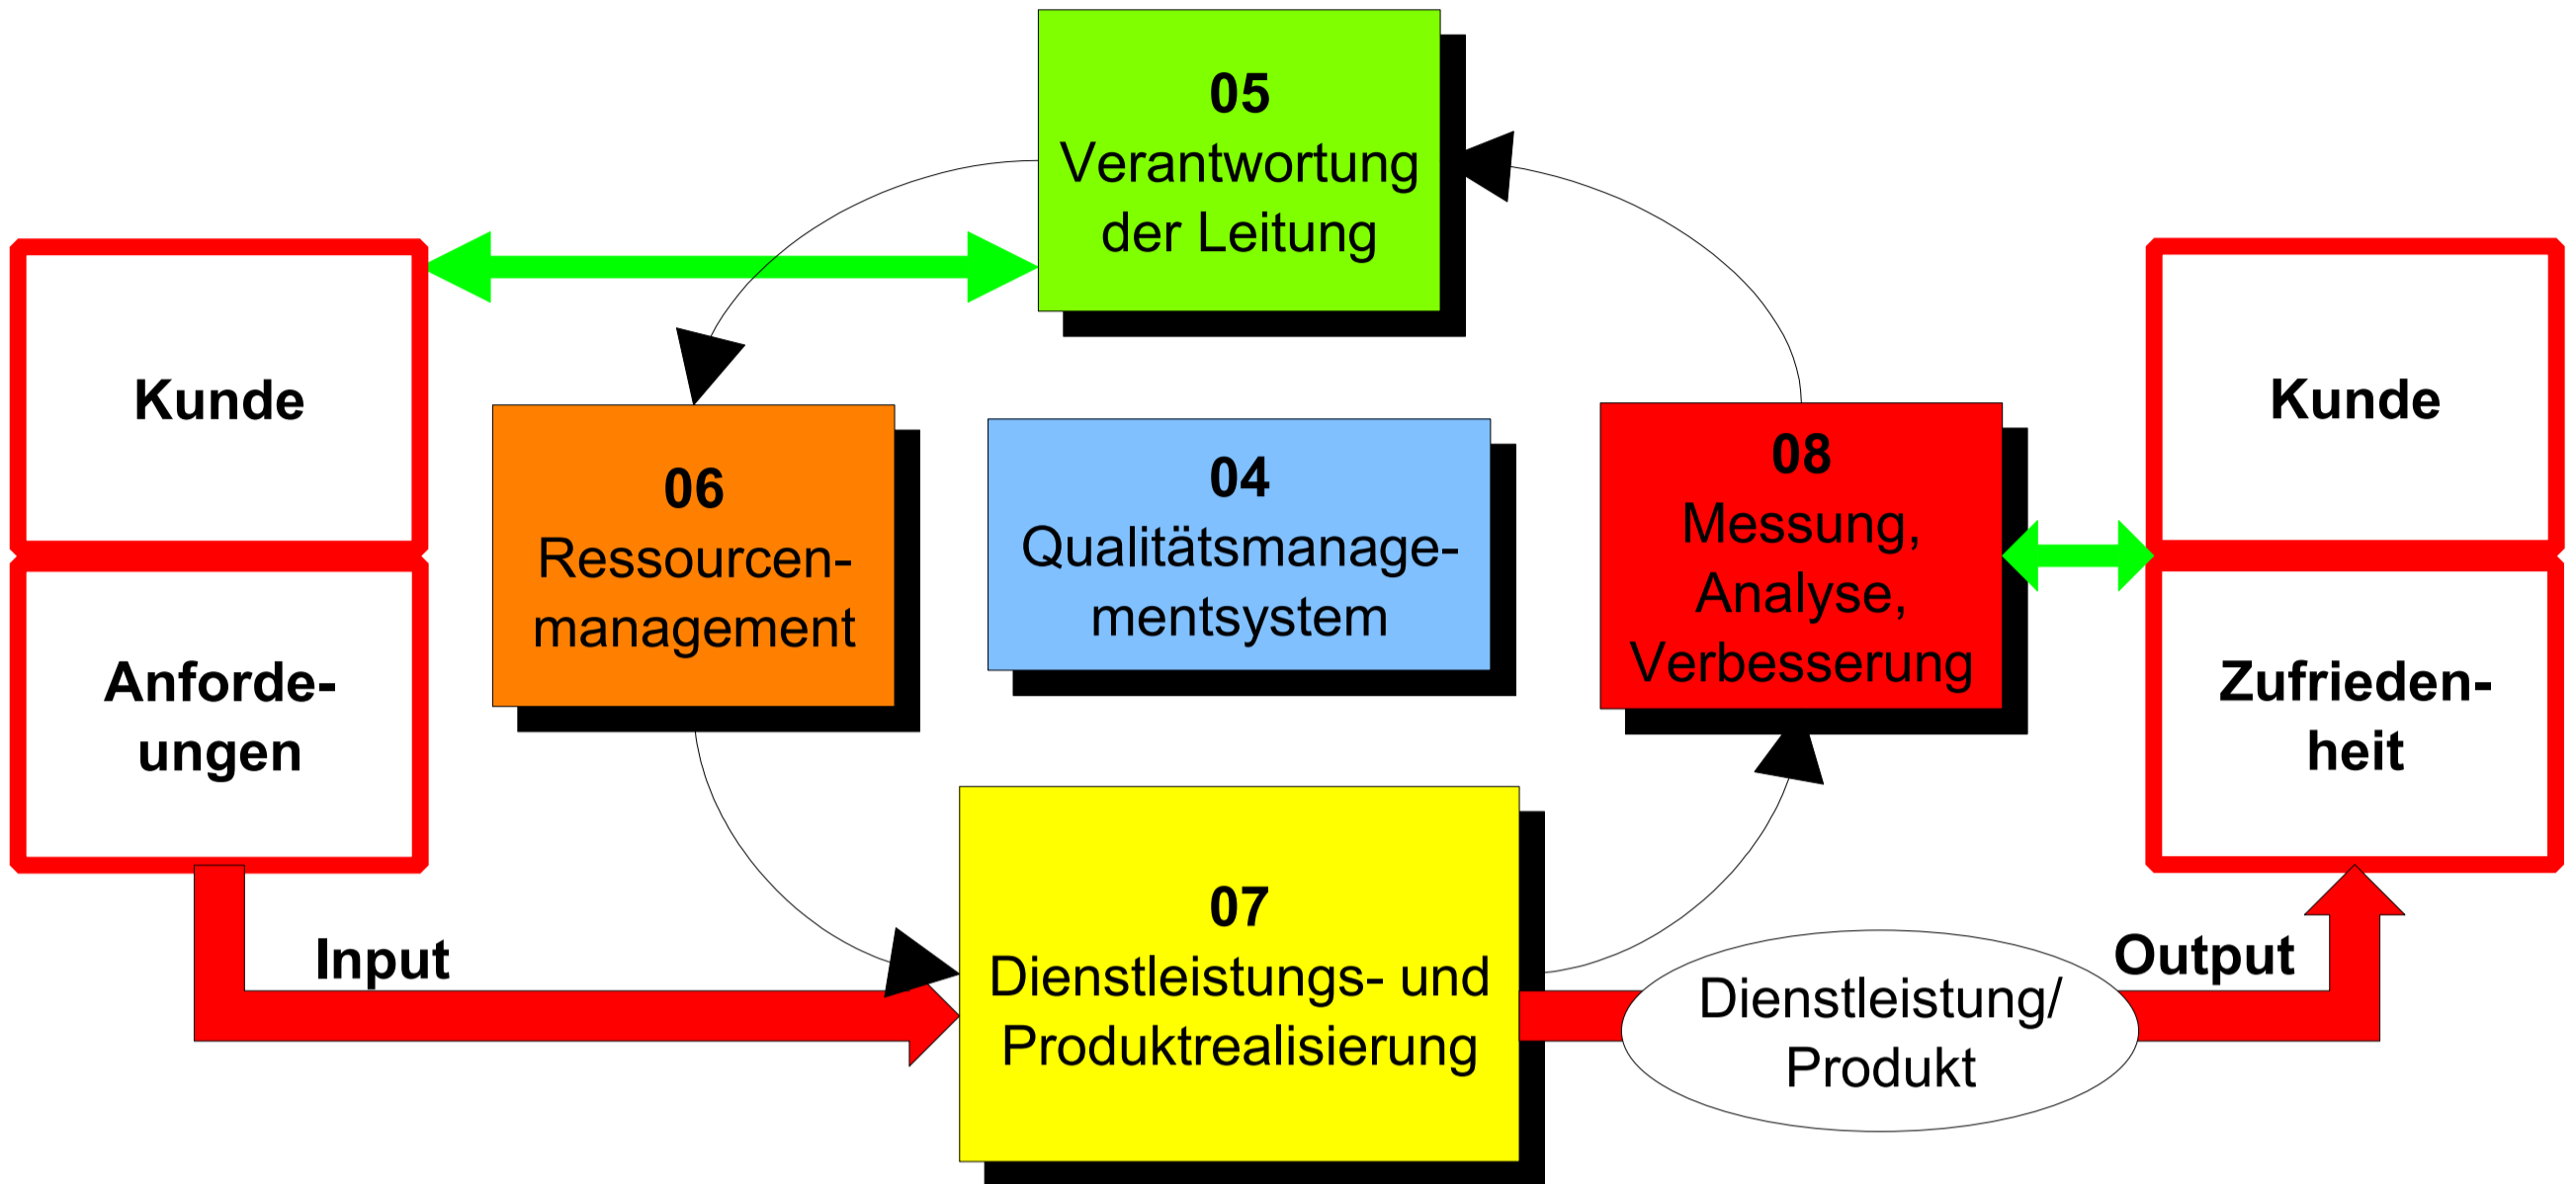 05
Verantwortung
der Leitung
Kunde
Anforde-
ungen
06
Ressourcen-
management
04
Qualitätsmanage-
mentsystem
08
Messung,
Analyse,
Verbesserung
Kunde
Zufrieden-
heit
Input
07
Dienstleistungs- und
Produktrealisierung
Dienstleistung/
Produkt
Output